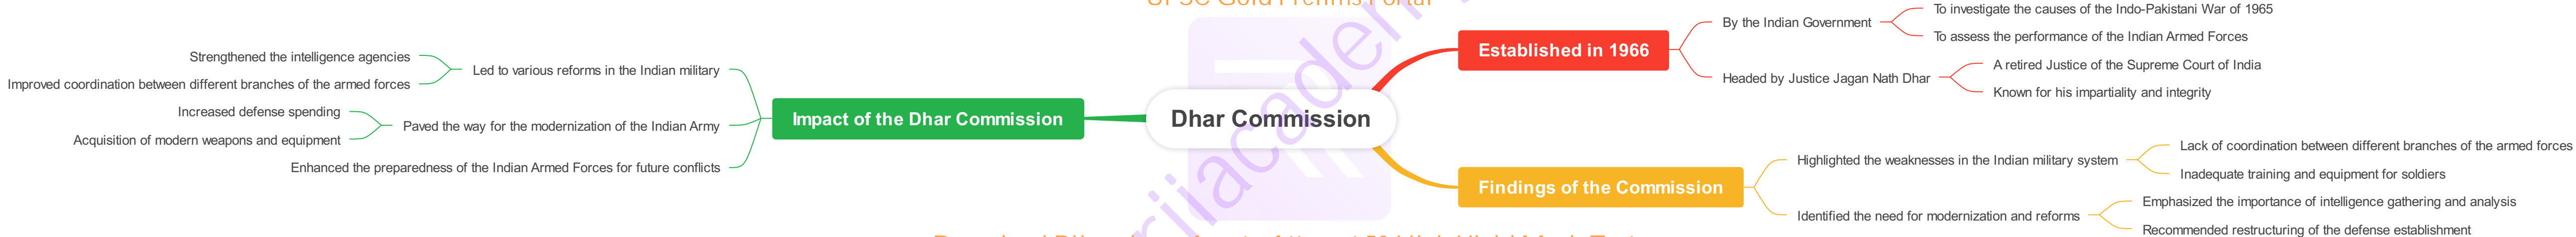 UPSC Gold Prelims Portal
Dhar Commission
Established in 1966
By the Indian Government
To investigate the causes of the Indo-Pakistani War of 1965
To assess the performance of the Indian Armed Forces
Headed by Justice Jagan Nath Dhar
A retired Justice of the Supreme Court of India
Known for his impartiality and integrity
Findings of the Commission
Highlighted the weaknesses in the Indian military system
Lack of coordination between different branches of the armed forces
Inadequate training and equipment for soldiers
Identified the need for modernization and reforms
Emphasized the importance of intelligence gathering and analysis
Recommended restructuring of the defense establishment
Impact of the Dhar Commission
Led to various reforms in the Indian military
Strengthened the intelligence agencies
Improved coordination between different branches of the armed forces
Paved the way for the modernization of the Indian Army
Increased defense spending
Acquisition of modern weapons and equipment
Enhanced the preparedness of the Indian Armed Forces for future conflicts